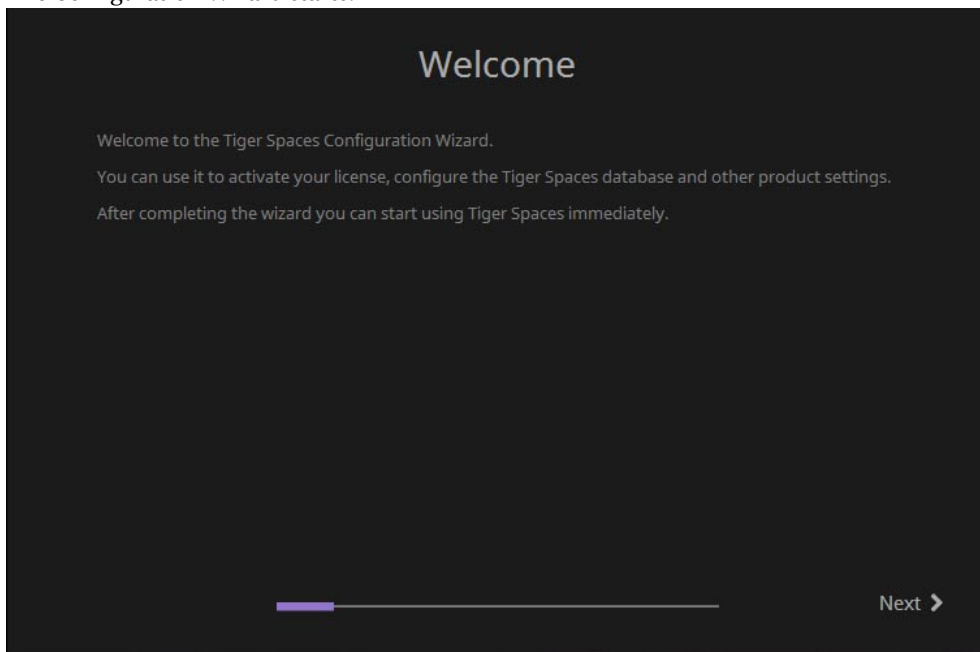 Welcome
Welcome to the Tiger Spaces Configuration Wizard.
You can use it to activate your license, configure the Tiger Spaces database and other product settings.
After completing the wizard you can start using Tiger Spaces immediately.
Next